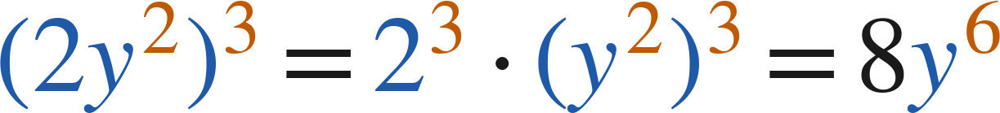 (2y²)³ = 2³ · (y²)³ = 8y⁶